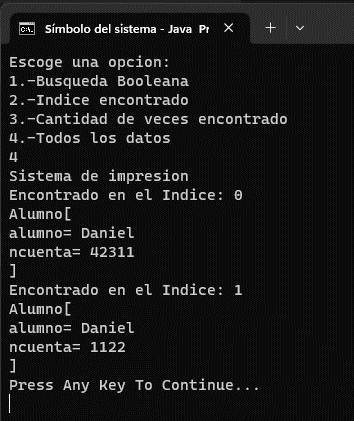 Símbolo del sistema - Java Pr
Escoge una opcion:
1.-Busqueda Booleana
2.-Indice encontrado
3.-Cantidad de veces encontrado
4.-Todos los datos
4
Sistema de impresion
Encontrado en el Indice: 0
Alumno[
alumno= Daniel
ncuenta= 42311
]
Encontrado en el Indice: 1
Alumno[
alumno= Daniel
ncuenta= 1122
]
Press Any Key To Continue...